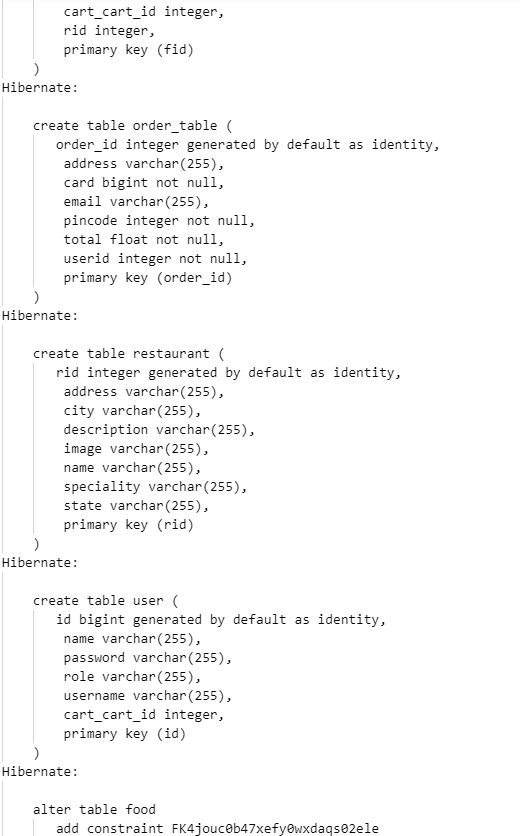 cart_cart_id integer,
rid integer,
primary key (fid)
)
Hibernate:
create table order_table (
order_id integer generated by default as identity,
address varchar(255),
card bigint not null,
email varchar(255),
pincode integer not null,
total float not null,
userid integer not null,
primary key (order_id)
)
Hibernate:
create table restaurant (
rid integer generated by default as identity,
address varchar(255),
city varchar(255),
description varchar(255),
image varchar(255),
name varchar(255),
speciality varchar(255),
state varchar(255),
primary key (rid)
)
Hibernate:
create table user (
id bigint generated by default as identity,
name varchar(255),
password varchar(255),
role varchar(255),
username varchar(255),
cart_cart_id integer,
primary key (id)
)
Hibernate:
alter table food
add constraint FK4jouc0b47xefy0wxdaqs02ele